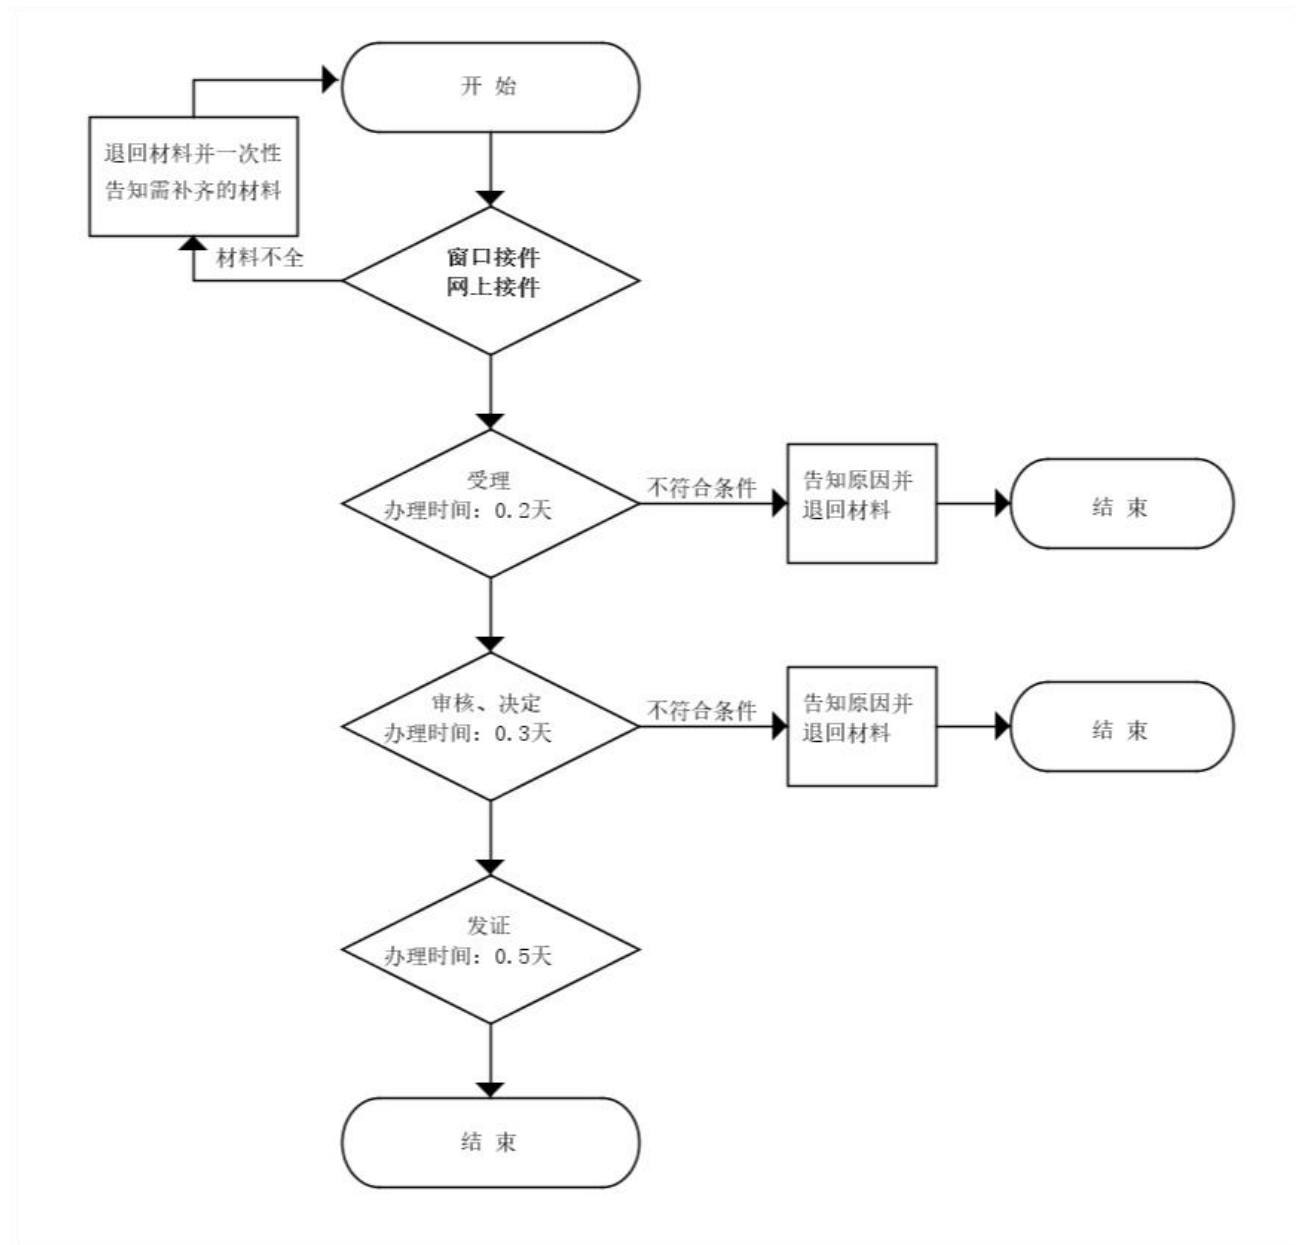 开 始
退回材料并一次性
告知需补齐的材料
材料不全
窗口接件
网上接件
受理
办理时间：0.2天
不符合条件
告知原因并
退回材料
结 束
审核、决定
办理时间：0.3天
不符合条件
告知原因并
退回材料
结 束
发证
办理时间：0.5天
结 束